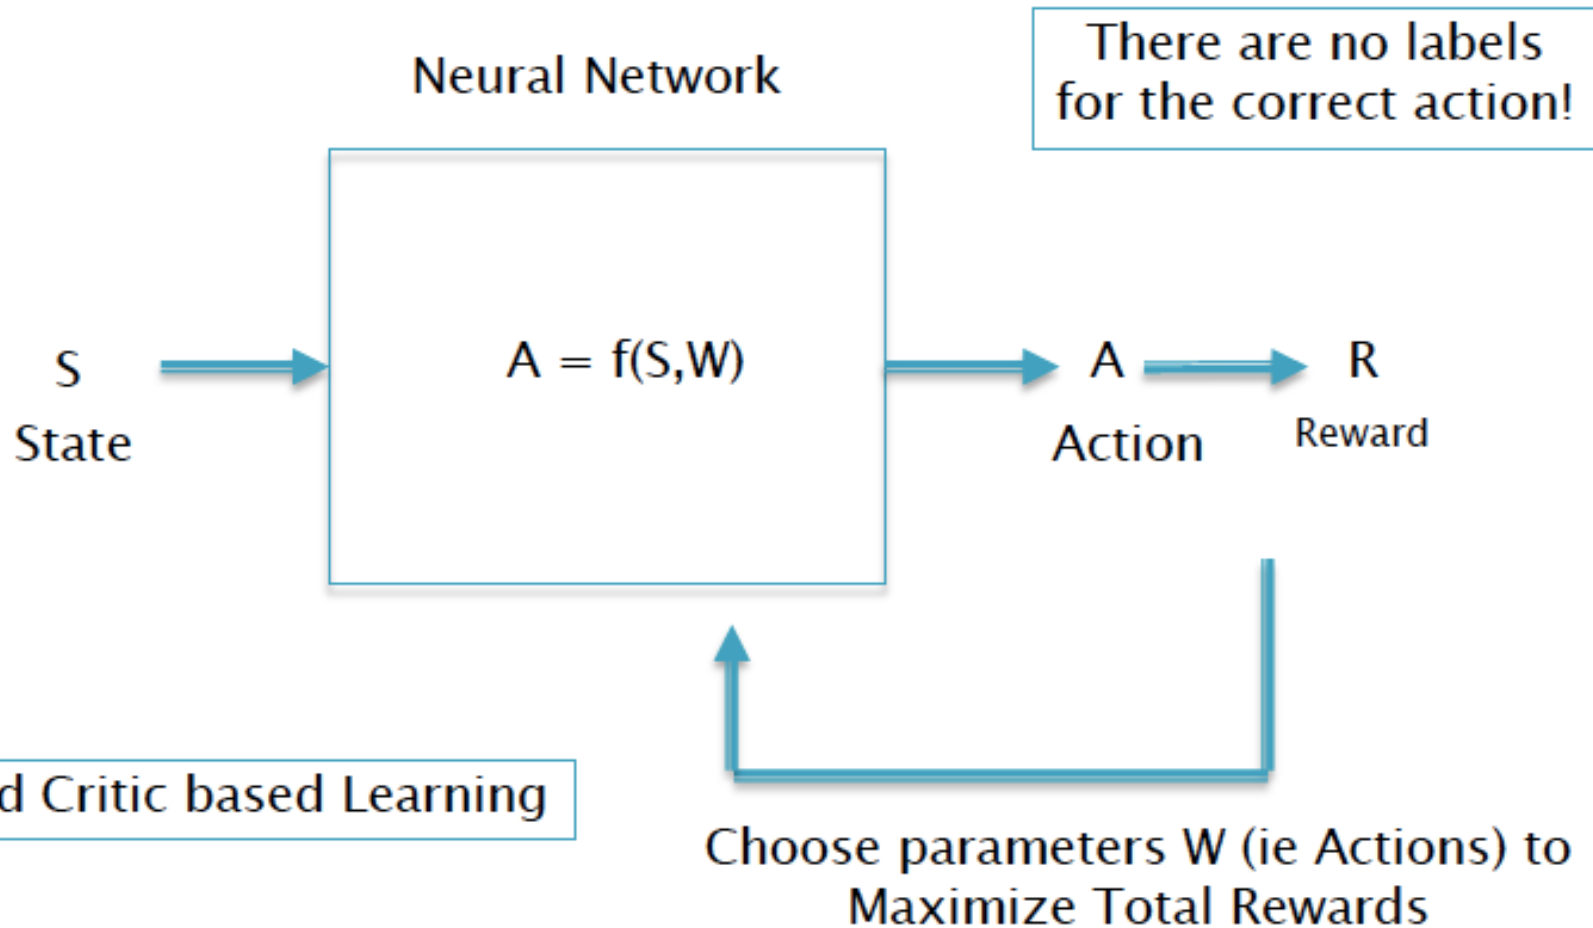 There are no labels
for the correct action!
Neural Network
S
State
A = f(S,W)
A
Action
R
Reward
d Critic based Learning
Choose parameters W (ie Actions) to
Maximize Total Rewards